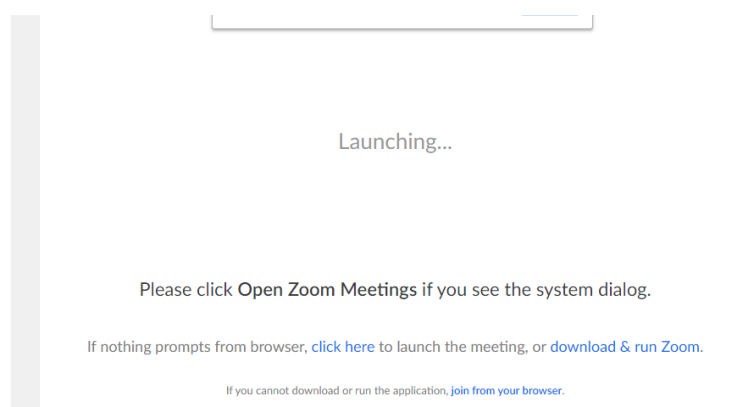 Launching...
Please click Open Zoom Meetings if you see the system dialog.
If nothing prompts from browser, click here to launch the meeting, or download & run Zoom.
If you cannot download or run the application, join from your browser.